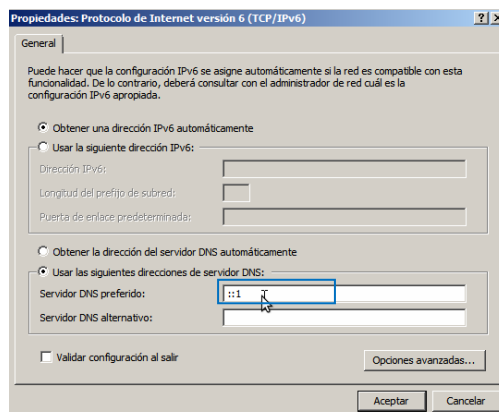 Propiedades: Protocolo de Internet versión 6 (TCP/IPv6)
General
Puede hacer que la configuración IPv6 se asigne automáticamente si la red es compatible con esta
funcionalidad. De lo contrario, deberá consultar con el administrador de red cuál es la
configuración IPv6 apropiada.
Obtener una dirección IPv6 automáticamente
Usar la siguiente dirección IPv6:
Dirección IPv6:
Longitud del prefijo de subred:
Puerta de enlace predeterminada:
Obtener la dirección del servidor DNS automáticamente
Usar las siguientes direcciones de servidor DNS:
Servidor DNS preferido:
::1
Servidor DNS alternativo:
Validar configuración al salir
Opciones avanzadas...
Aceptar
Cancelar